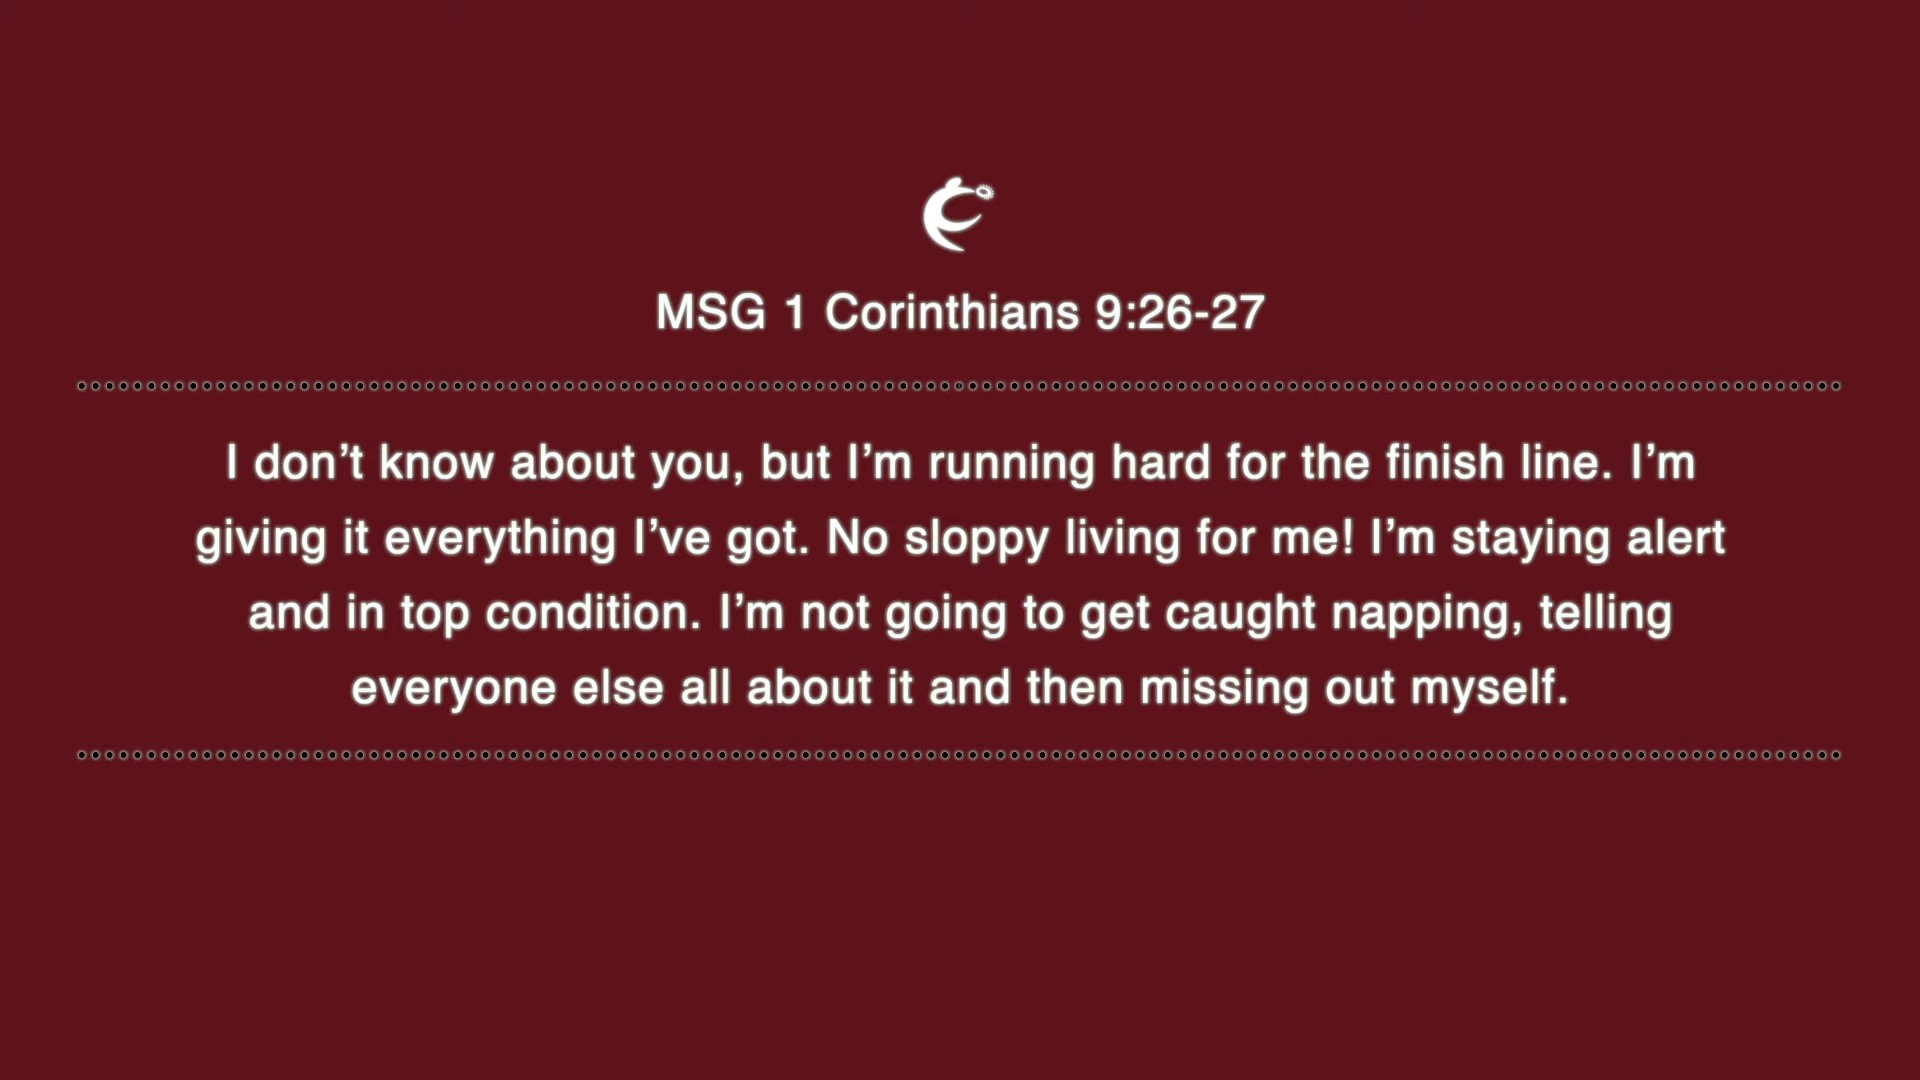 MSG 1 Corinthians 9:26-27
I don’t know about you, but I’m running hard for the finish line. I’m
giving it everything I’ve got. No sloppy living for me! I’m staying alert
and in top condition. I’m not going to get caught napping, telling
everyone else all about it and then missing out myself.